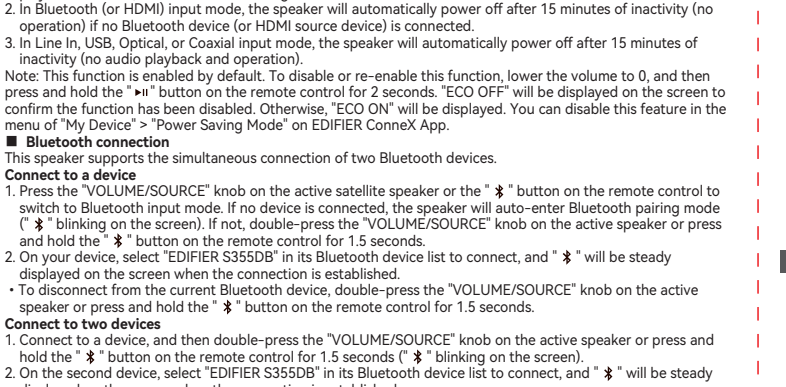 2. In Bluetooth (or HDMI) input mode, the speaker will automatically power off after 15 minutes of inactivity (no
operation) if no Bluetooth device (or HDMI source device) is connected.
3. In Line In, USB, Optical, or Coaxial input mode, the speaker will automatically power off after 15 minutes of
inactivity (no audio playback and operation).
Note: This function is enabled by default. To disable or re-enable this function, lower the volume to 0, and then
press and hold the " ⏯ " button on the remote control for 2 seconds. "ECO OFF" will be displayed on the screen to
confirm the function has been disabled. Otherwise, "ECO ON" will be displayed. You can disable this feature in the
menu of "My Device" > "Power Saving Mode" on EDIFIER ConneX App.
■ Bluetooth connection
This speaker supports the simultaneous connection of two Bluetooth devices.
Connect to a device
1. Press the "VOLUME/SOURCE" knob on the active satellite speaker or the " " button on the remote control to
switch to Bluetooth input mode. If no device is connected, the speaker will auto-enter Bluetooth pairing mode
(" " blinking on the screen). If not, double-press the "VOLUME/SOURCE" knob on the active speaker or press
and hold the " " button on the remote control for 1.5 seconds.
2. On your device, select "EDIFIER S355DB" in its Bluetooth device list to connect, and " " will be steady
displayed on the screen when the connection is established.
• To disconnect from the current Bluetooth device, double-press the "VOLUME/SOURCE" knob on the active
speaker or press and hold the " " button on the remote control for 1.5 seconds.
Connect to two devices
1. Connect to a device, and then double-press the "VOLUME/SOURCE" knob on the active speaker or press and
hold the " " button on the remote control for 1.5 seconds (" " blinking on the screen).
2. On the second device, select "EDIFIER S355DB" in its Bluetooth device list to connect, and " " will be steady